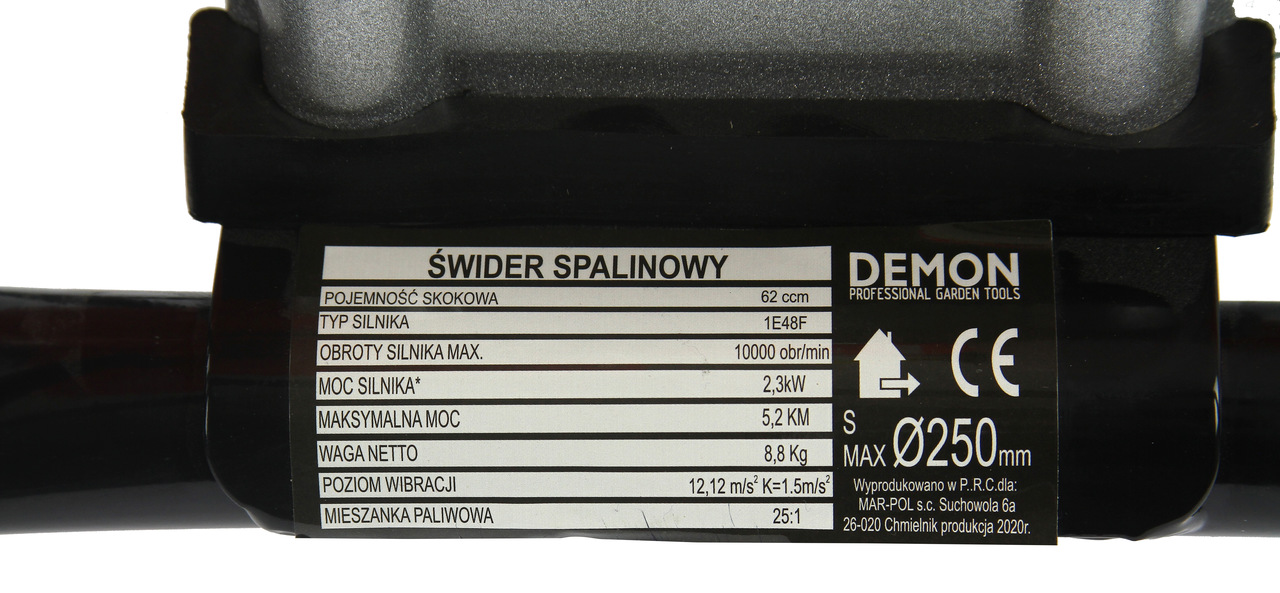 ŚWIDER SPALINOWY
POJEMNOŚĆ SKOKOWA 62 ccm
TYP SILNIKA 1E48F
OBROTY SILNIKA MAX. 10000 obr/min
MOC SILNIKA* 2,3kW
MAKSYMALNA MOC 5,2 KM
WAGA NETTO 8,8 Kg
POZIOM WIBRACJI 12,12 m/s² K=1.5m/s²
MIESZANKA PALIWOWA 25:1
DEMON
PROFESSIONAL GARDEN TOOLS
CE
S
MAX Ø250mm
Wyprodukowano w P..R.C.dla:
MAR-POL s.c. Suchowola 6a
26-020 Chmielnik produkcja 2020r.